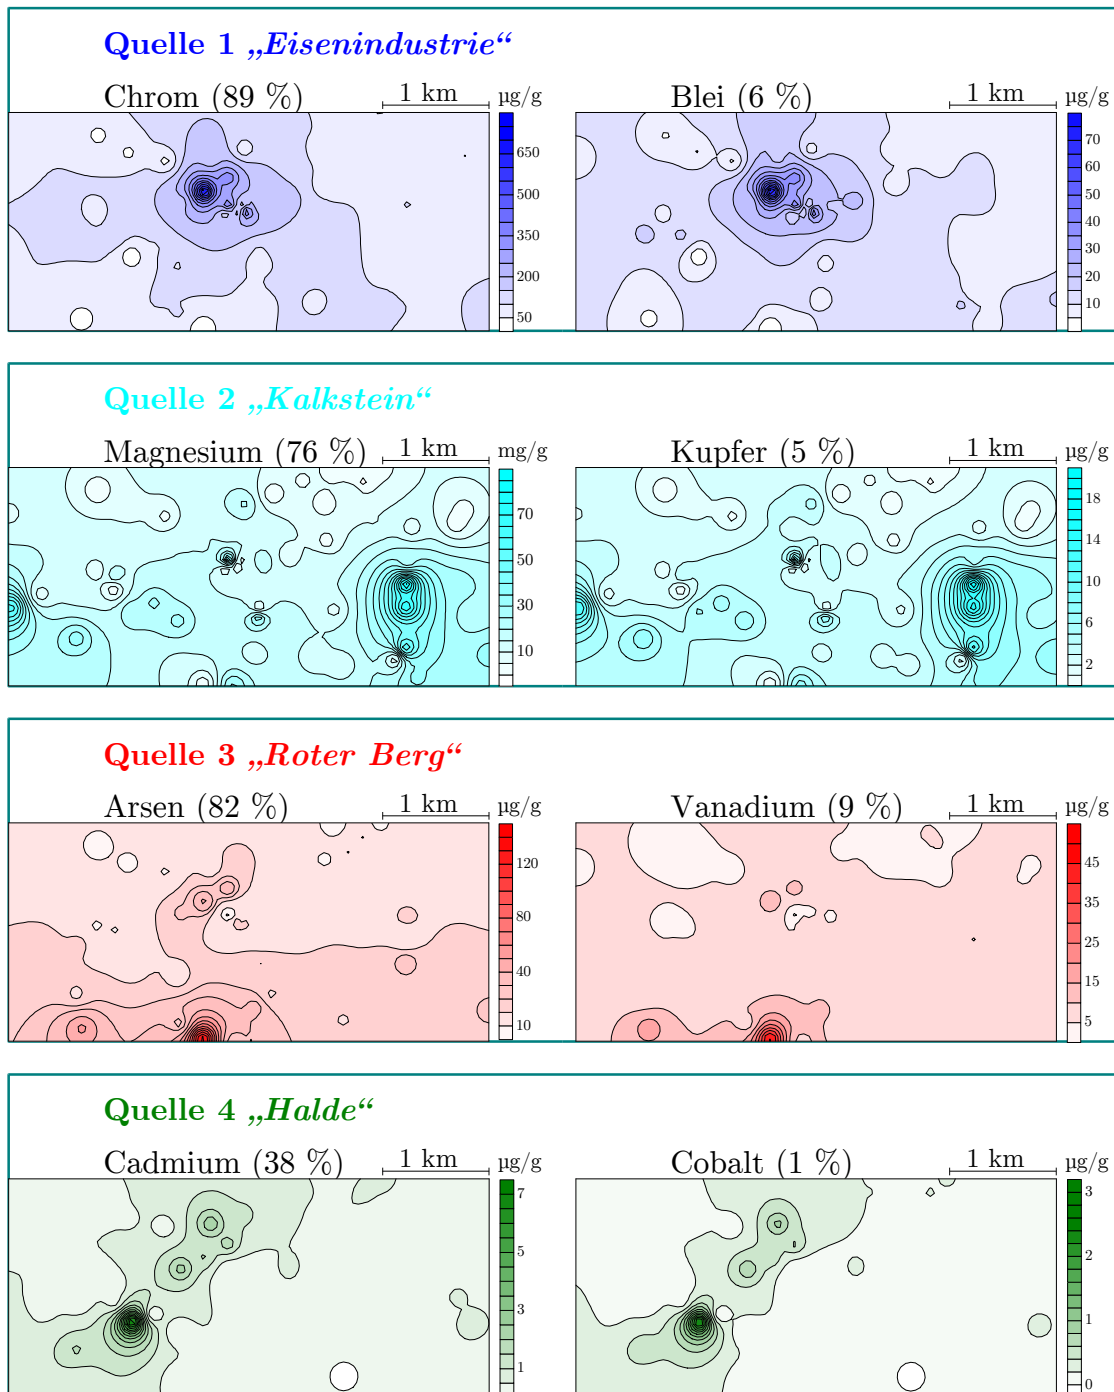 Quelle 1 „Eisenindustrie“
Chrom (89 %)
1 km
µg/g
650
500
350
200
50
Blei (6 %)
1 km
µg/g
70
50
40
30
20
10
Quelle 2 „Kalkstein“
Magnesium (76 %)
1 km
mg/g
70
50
30
10
Kupfer (5 %)
1 km
µg/g
18
14
10
6
2
Quelle 3 „Roter Berg“
Arsen (82 %)
1 km
µg/g
120
80
40
10
Vanadium (9 %)
1 km
µg/g
45
35
25
15
5
Quelle 4 „Halde“
Cadmium (38 %)
1 km
µg/g
7
5
3
1
Cobalt (1 %)
1 km
µg/g
3
2
1
0